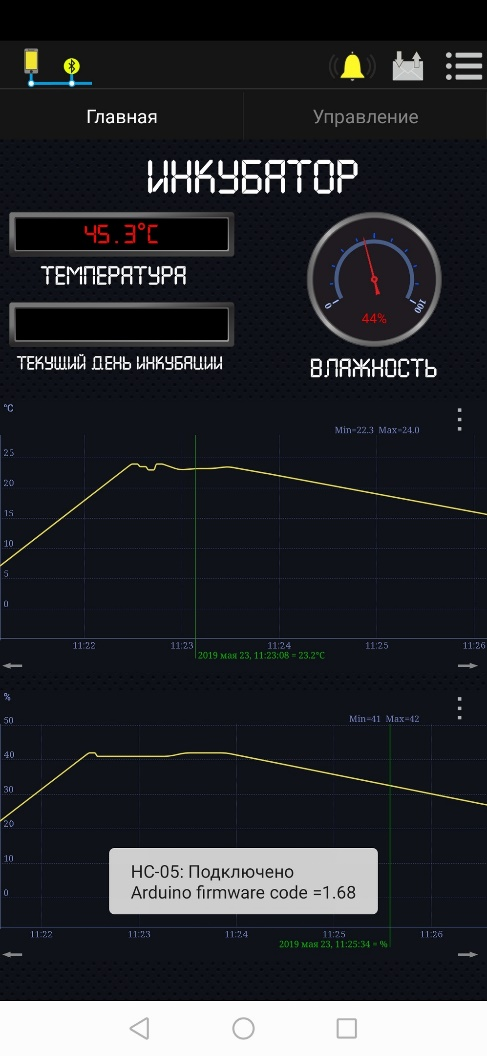 Главная Управление
ИНКУБАТОР
45.3°C
ТЕМПЕРАТУРА
ТЕКУЩИЙ ДЕНЬ ИНКУБАЦИИ
0 100
44%
ВЛАЖНОСТЬ
°C
Min=22.3 Max=24.0
25
20
15
10
5
0
11:22 11:23 11:24 11:25 11:26
2019 мая 23, 11:23:08 = 23.2°C
%
Min=41 Max=42
50
40
30
20
10
0
HC-05: Подключено
Arduino firmware code =1.68
11:22 11:23 11:24 11:25 11:26
2019 мая 23, 11:25:34 = %